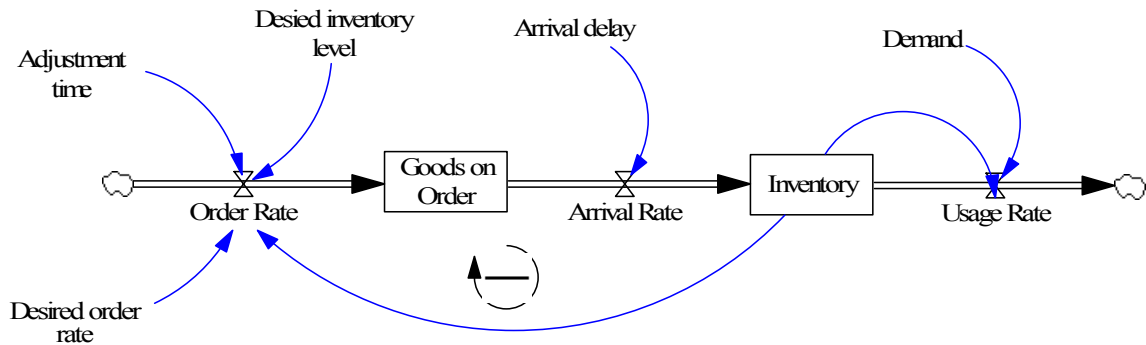 Desied inventory
level
Arrival delay
Demand
Adjustment
time
Goods on
Order
Inventory
Order Rate
Arrival Rate
Usage Rate
Desired order
rate